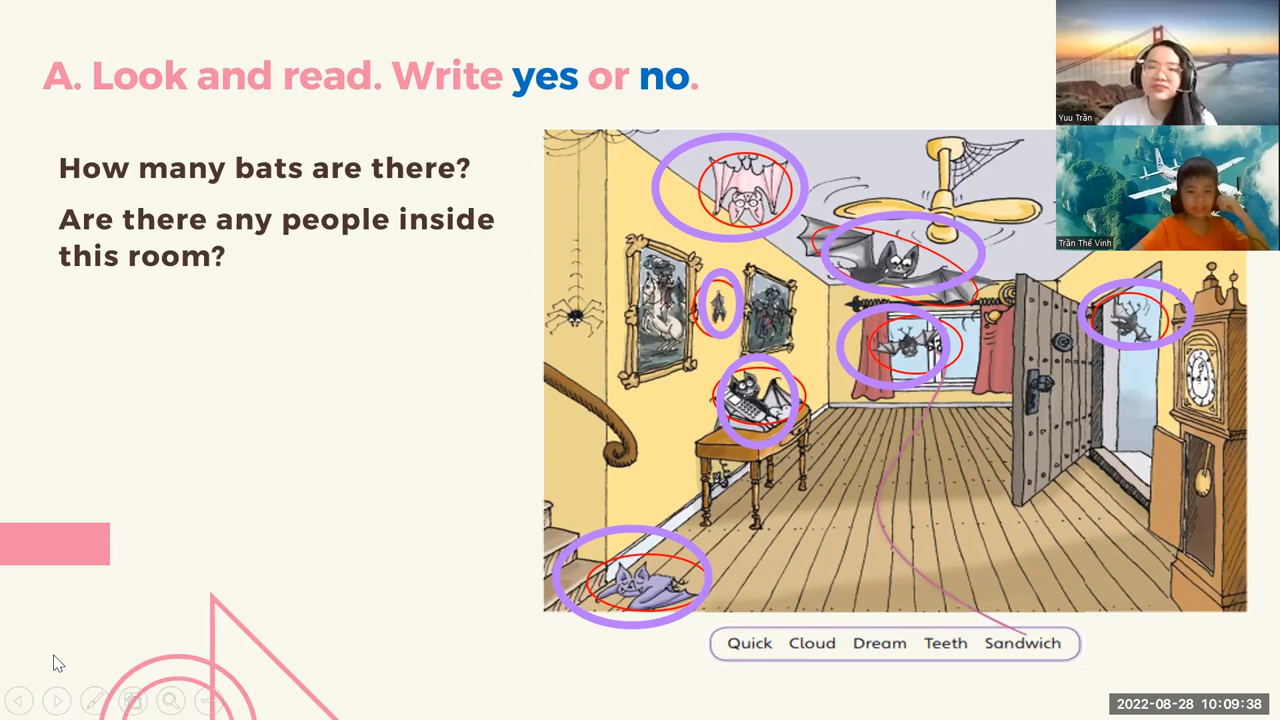 A. Look and read. Write yes or no.
How many bats are there?
Are there any people inside
this room?
Quick Cloud Dream Teeth Sandwich
Yuu Trần
Trần Thế Vinh
2022-08-28 10:09:38